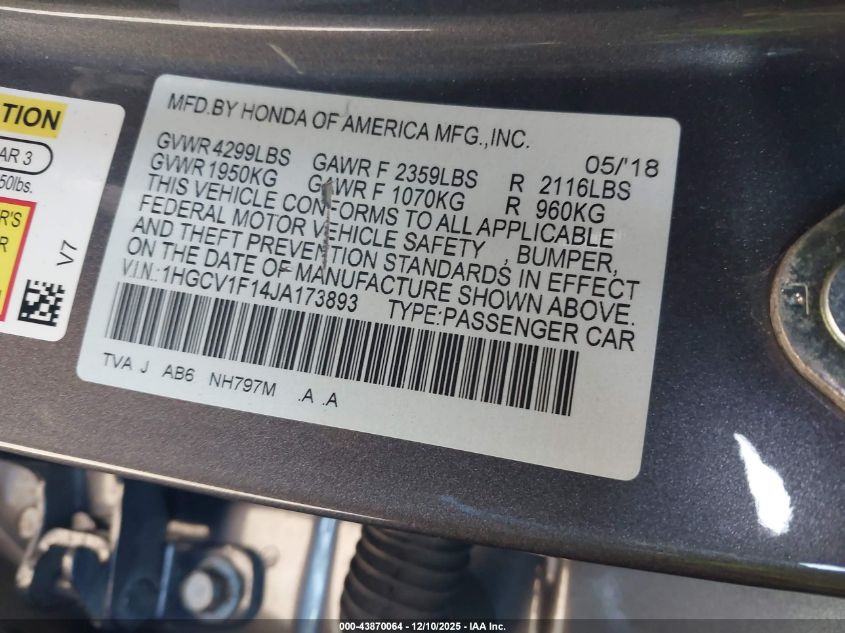 TION
AR 3
50lbs.
R'S
R
V7
MFD.BY HONDA OF AMERICA MFG.,INC.
05/'18
GVWR 4299LBS GAWR F 2359LBS R 2116LBS
GVWR 1950KG GAWR F 1070KG R 960KG
THIS VEHICLE CONFORMS TO ALL APPLICABLE
FEDERAL MOTOR VEHICLE SAFETY , BUMPER,
AND THEFT PREVENTION STANDARDS IN EFFECT
ON THE DATE OF MANUFACTURE SHOWN ABOVE.
V.I.N.:1HGCV1F14JA173893 TYPE:PASSENGER CAR
TVA J AB6 NH797M .A .A
000-43870064 - 12/10/2025 - IAA Inc.